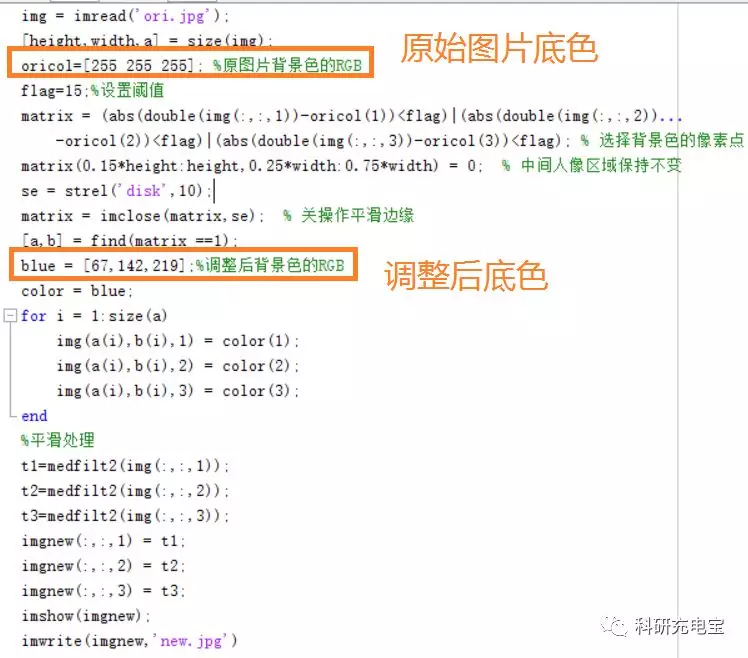 img = imread('ori.jpg');
[height,width,a] = size(img);
oricol=[255 255 255]; %原图片背景色的RGB
原始图片底色
flag=15;%设置阈值
matrix = (abs(double(img(:,:,1))-oricol(1))<flag)|(abs(double(img(:,:,2))...
-oricol(2))<flag)|(abs(double(img(:,:,3))-oricol(3))<flag); % 选择背景色的像素点
matrix(0.15*height:height,0.25*width:0.75*width) = 0; % 中间人像区域保持不变
se = strel('disk',10);
matrix = imclose(matrix,se); % 关操作平滑边缘
[a,b] = find(matrix ==1);
blue = [67,142,219];%调整后背景色的RGB
调整后底色
color = blue;
for i = 1:size(a)
img(a(i),b(i),1) = color(1);
img(a(i),b(i),2) = color(2);
img(a(i),b(i),3) = color(3);
end
%平滑处理
t1=medfilt2(img(:,:,1));
t2=medfilt2(img(:,:,2));
t3=medfilt2(img(:,:,3));
imgnew(:,:,1) = t1;
imgnew(:,:,2) = t2;
imgnew(:,:,3) = t3;
imshow(imgnew);
imwrite(imgnew,'new.jpg')
科研充电宝